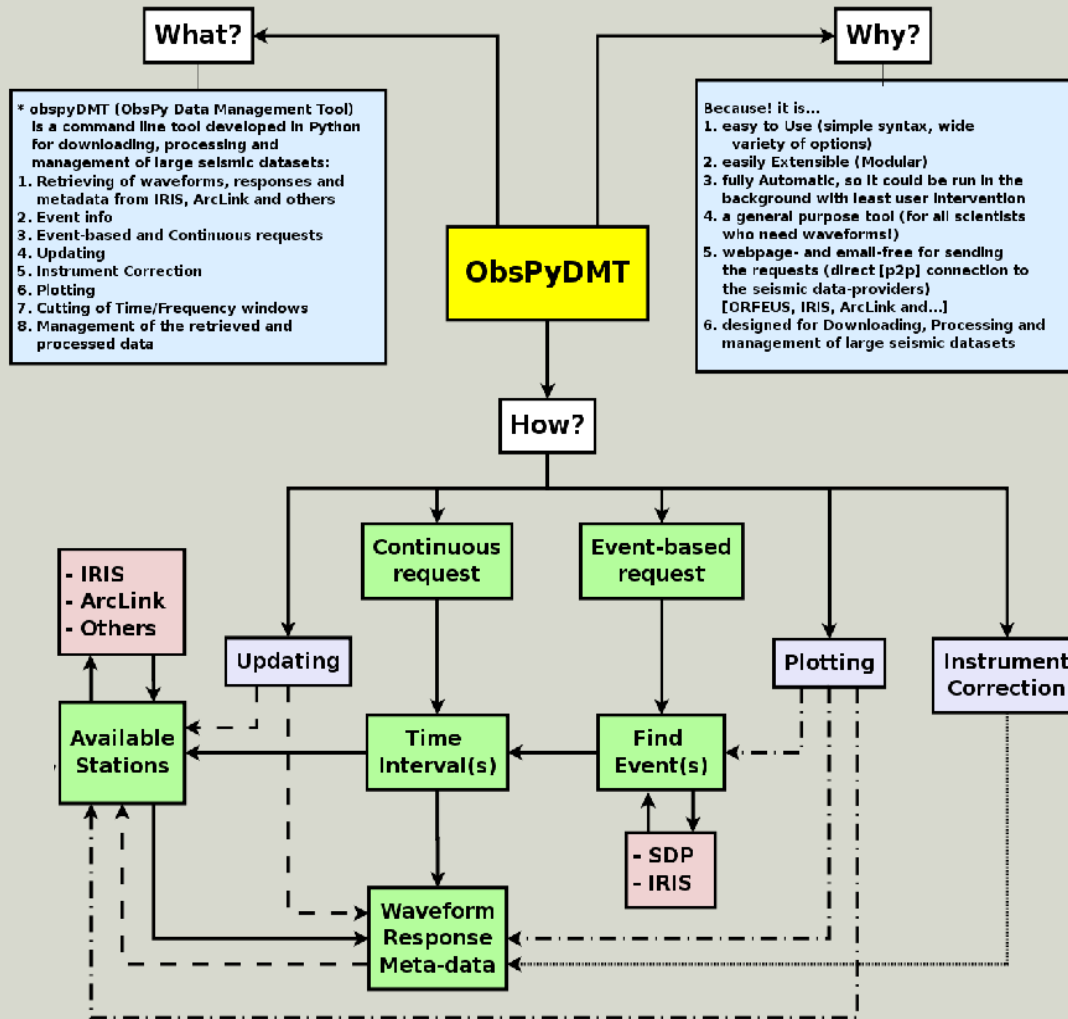 What?
Why?
* obspyDMT (ObsPy Data Management Tool)
is a command line tool developed in Python
for downloading, processing and
management of large seismic datasets:
1. Retrieving of waveforms, responses and
metadata from IRIS, ArcLink and others
2. Event info
3. Event-based and Continuous requests
4. Updating
5. Instrument Correction
6. Plotting
7. Cutting of Time/Frequency windows
8. Management of the retrieved and
processed data
Because! it is...
1. easy to Use (simple syntax, wide
variety of options)
2. easily Extensible (Modular)
3. fully Automatic, so it could be run in the
background with least user intervention
4. a general purpose tool (for all scientists
who need waveforms!)
5. webpage- and email-free for sending
the requests (direct [p2p] connection to
the seismic data-providers)
[ORFEUS, IRIS, ArcLink and...]
6. designed for Downloading, Processing and
management of large seismic datasets
ObsPyDMT
How?
Continuous
request
Event-based
request
- IRIS
- ArcLink
- Others
Updating
Plotting
Instrument
Correction
Available
Stations
Time
Interval(s)
Find
Event(s)
- SDP
- IRIS
Waveform
Response
Meta-data